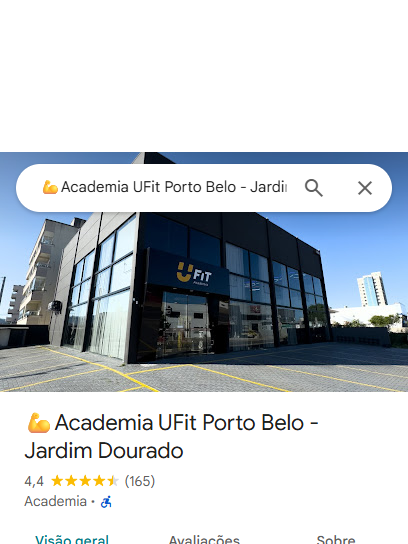 💪Academia UFit Porto Belo - Jardi
UFiT
Academia
💪Academia UFit Porto Belo -
Jardim Dourado
4,4 (165)
Academia ·
Visão geral Avaliações Sobre